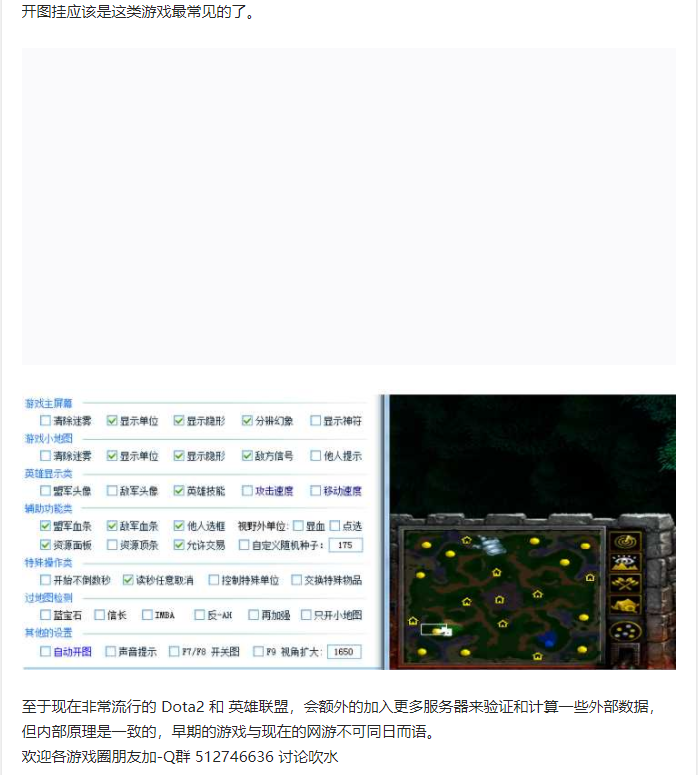 开图挂应该是这类游戏最常见的了。
游戏主屏幕
清除迷雾 显示单位 显示隐形 分辨幻象 显示神符
游戏小地图
清除迷雾 显示单位 显示隐形 敌方信号 他人提示
英雄显示类
盟军头像 敌军头像 英雄技能 攻击速度 移动速度
辅助功能类
盟军血条 敌军血条 他人选框 视野外单位: 显血 点选
资源面板 资源顶条 允许交易 自定义随机种子: 175
特殊操作类
开始不倒数秒 读秒任意取消 控制特殊单位 交换特殊物品
过地图检测
蓝宝石 信长 IMBA 反-AH 再加强 只开小地图
其他的设置
自动开图 声音提示 F7/F8 开关图 F9 视角扩大: 1650
至于现在非常流行的 Dota2 和 英雄联盟，会额外的加入更多服务器来验证和计算一些外部数据，
但内部原理是一致的，早期的游戏与现在的网游不可同日而语。
欢迎各游戏圈朋友加-Q群 512746636 讨论吹水